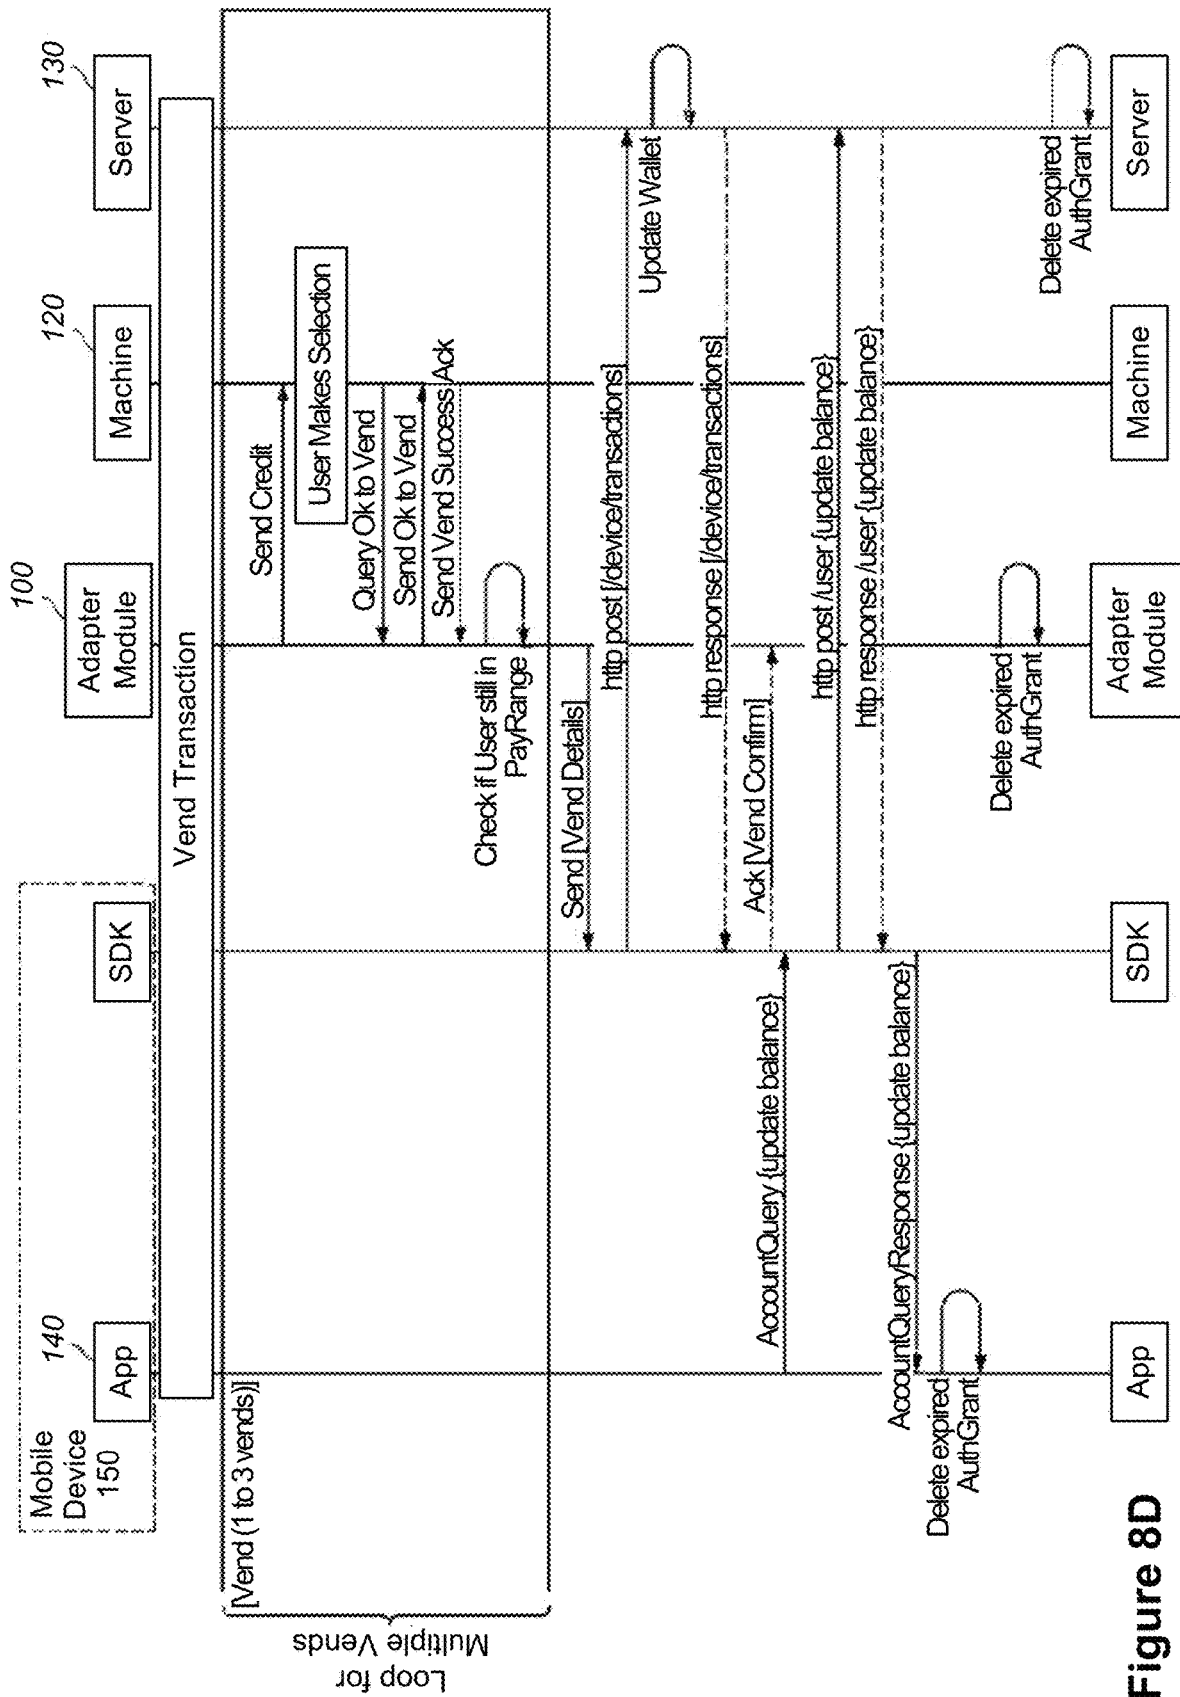 Mobile
Device
150
140
App
SDK
100
Adapter
Module
120
Machine
130
Server
Vend Transaction
[Vend (1 to 3 vends)]
Loop for
Multiple Vends
Send Credit
User Makes Selection
Query Ok to Vend
Send Ok to Vend
Send Vend Success Ack
Check if User still in
PayRange
Send [Vend Details]
http post [/device/transactions]
Update Wallet
http response [/device/transactions]
Ack [Vend Confirm]
AccountQuery {update balance}
http post /user {update balance}
http response /user {update balance}
AccountQueryResponse {update balance}
Delete expired
AuthGrant
Delete expired
AuthGrant
Delete expired
AuthGrant
App
SDK
Adapter
Module
Machine
Server
Figure 8D